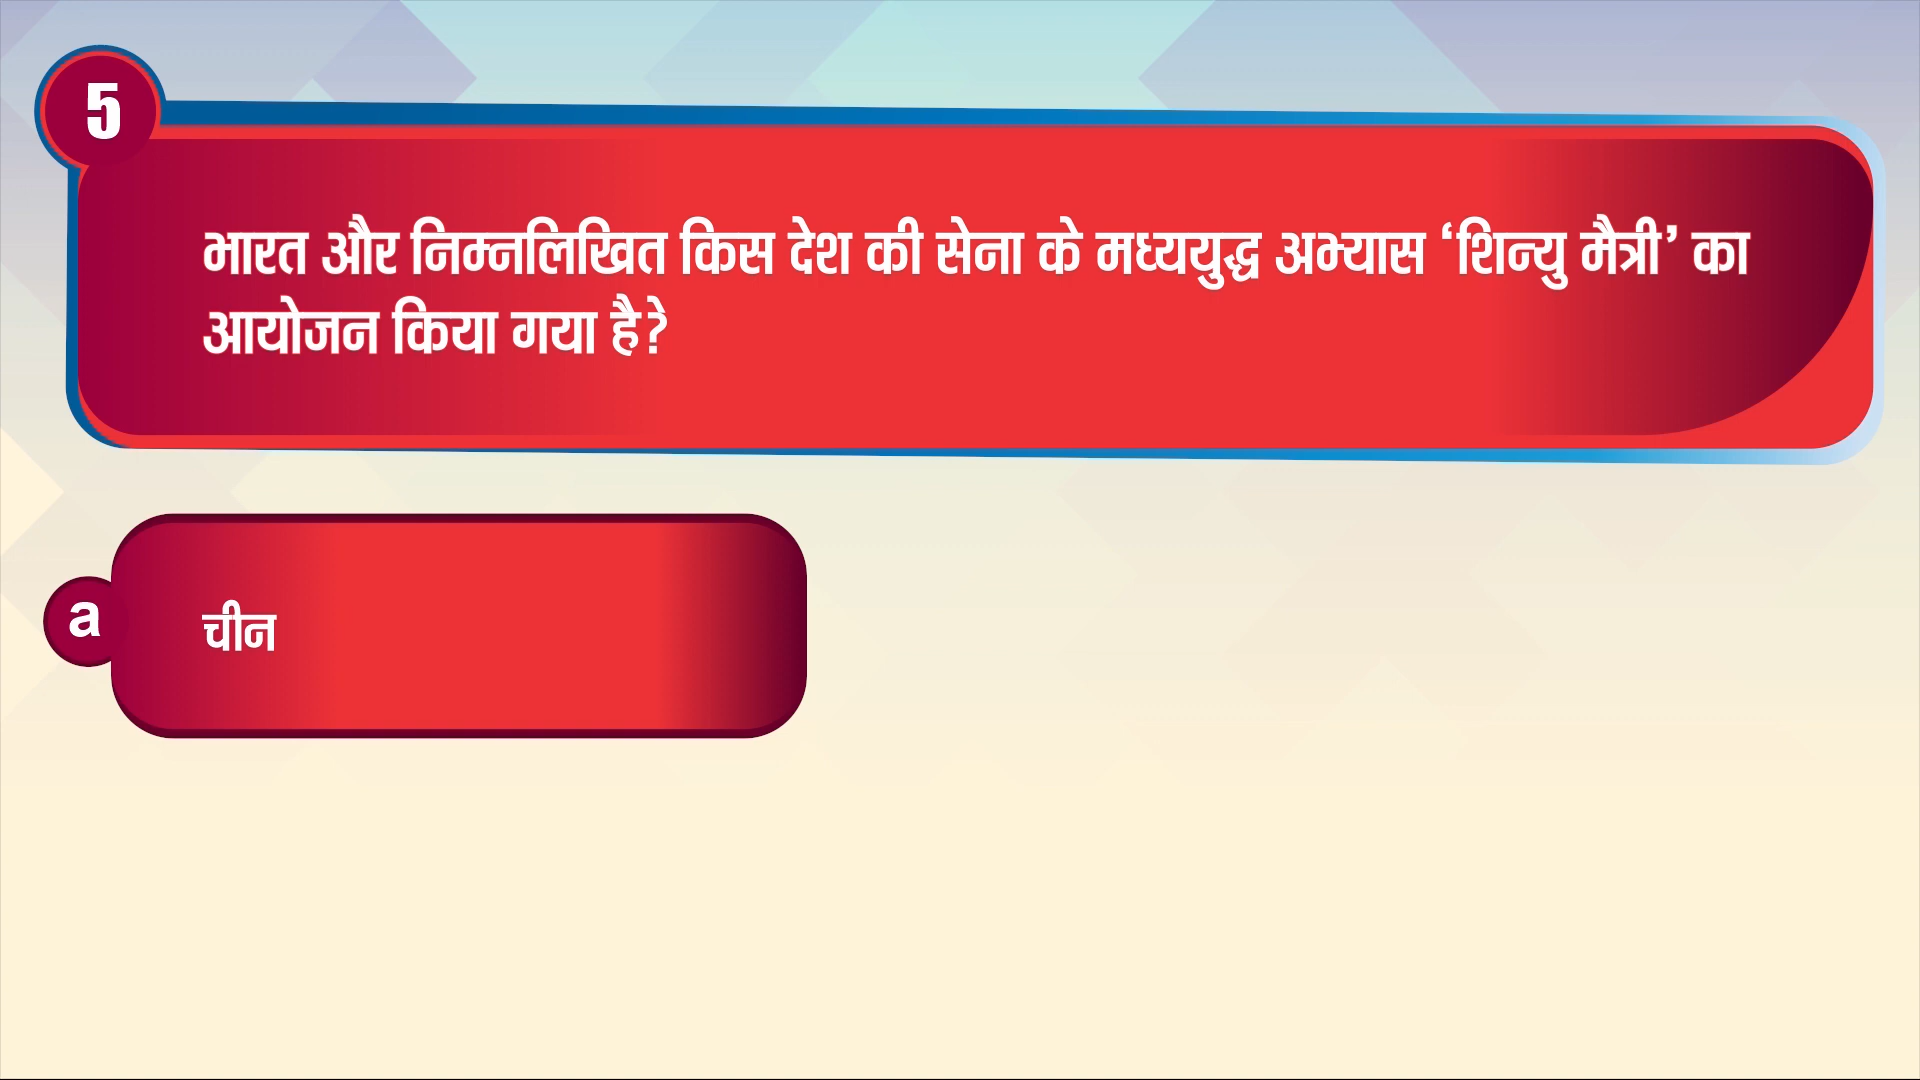 5
भारत और निम्नलिखित किस देश की सेना के मध्ययुद्ध अभ्यास ‘शिन्यु मैत्री’ का
आयोजन किया गया है?
a
चीन